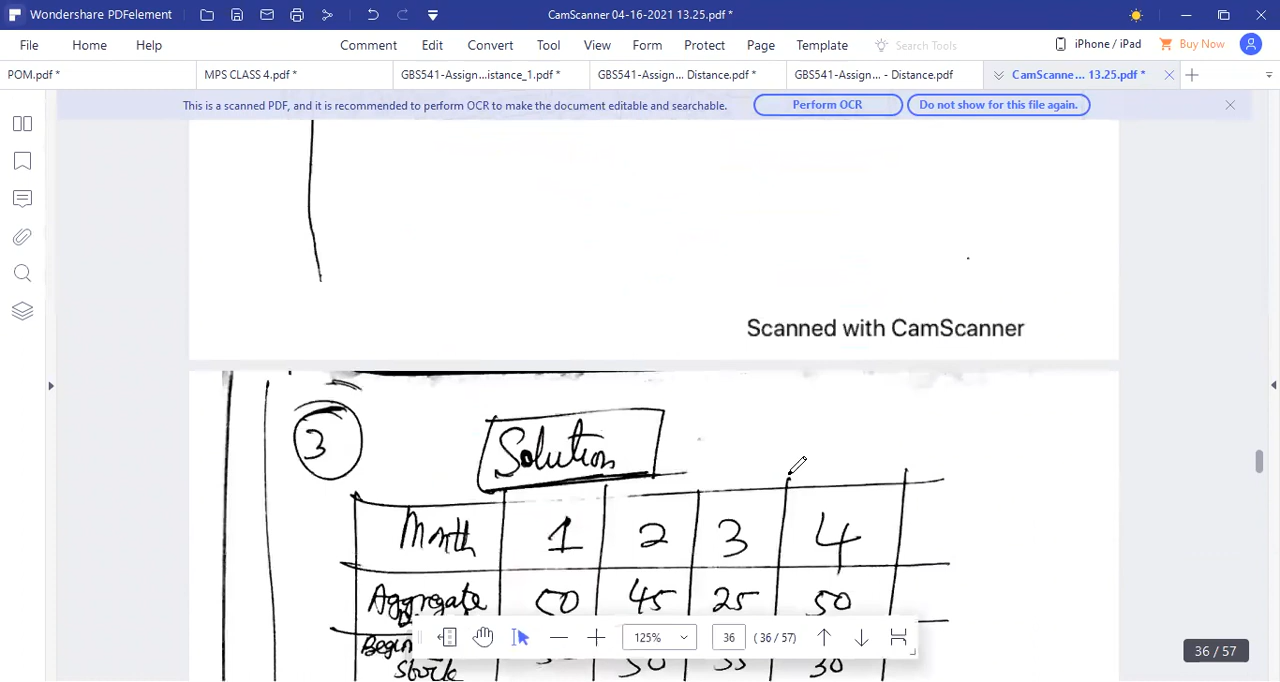 Wondershare PDFelement
CamScanner 04-16-2021 13.25.pdf *
File Home Help Comment Edit Convert Tool View Form Protect Page Template Search Tools iPhone / iPad Buy Now
POM.pdf * MPS CLASS 4.pdf * GBS541-Assign...istance_1.pdf * GBS541-Assign... Distance.pdf * GBS541-Assign... - Distance.pdf CamScanne... 13.25.pdf *
This is a scanned PDF, and it is recommended to perform OCR to make the document editable and searchable. Perform OCR Do not show for this file again.
Scanned with CamScanner
3 Solution
Month 1 2 3 4
Aggregate 50 45 25 50
Stock 50 55 30
125% 36 (36 / 57)
36 / 57